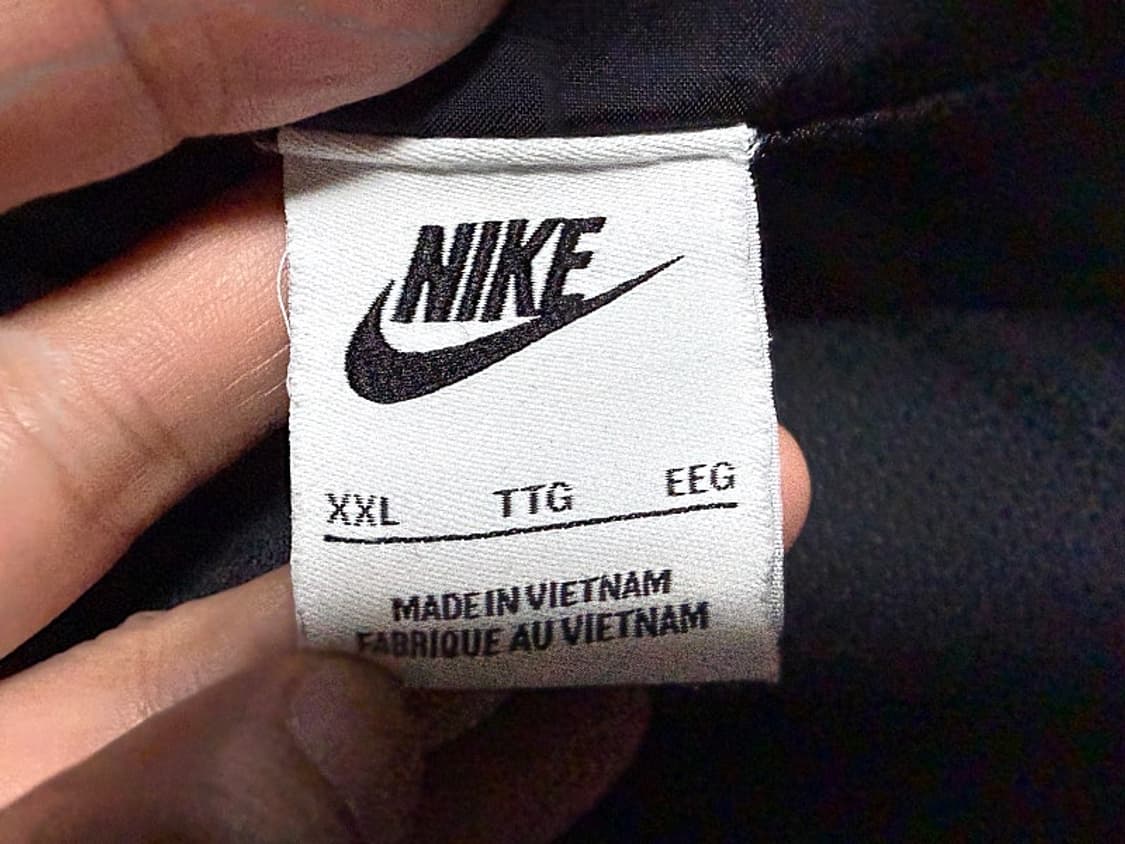 NIKE
XXL TTG EEG
MADE IN VIETNAM
FABRIQUE AU VIETNAM